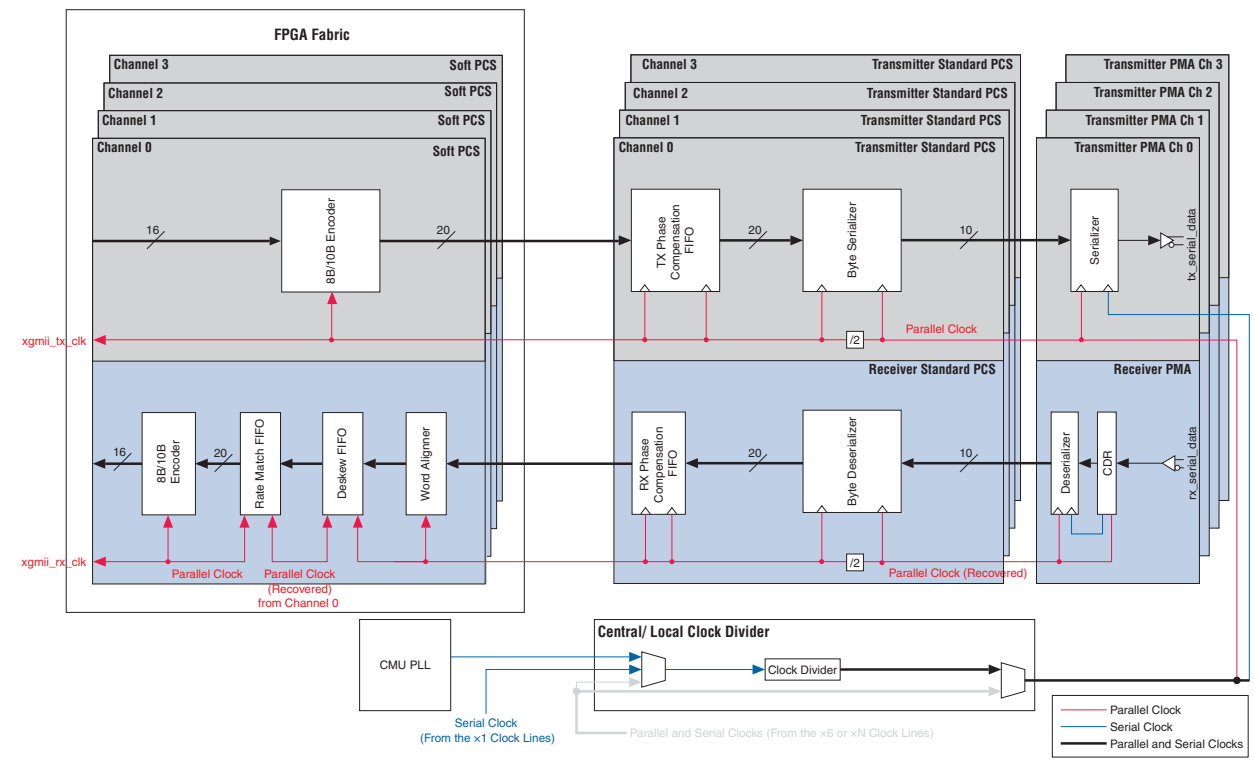 FPGA Fabric
Channel 3 Soft PCS
Channel 2 Soft PCS
Channel 1 Soft PCS
Channel 0 Soft PCS
Channel 3 Transmitter Standard PCS
Channel 2 Transmitter Standard PCS
Channel 1 Transmitter Standard PCS
Channel 0 Transmitter Standard PCS
Transmitter PMA Ch 3
Transmitter PMA Ch 2
Transmitter PMA Ch 1
Transmitter PMA Ch 0
16
8B/10B Encoder
20
TX Phase
Compensation
FIFO
20
Byte Serializer
10
Serializer
tx_serial_data
xgmii_tx_clk
/2
Parallel Clock
Receiver Standard PCS
Receiver PMA
16
8B/10B
Encoder
20
Rate Match FIFO
Deskew FIFO
Word Alignner
RX Phase
Compensation
FIFO
20
Byte Deserializer
10
Deserializer
CDR
rx_serial_data
xgmii_rx_clk
Parallel Clock
Parallel Clock
(Recovered)
from Channel 0
/2
Parallel Clock (Recovered)
CMU PLL
Central/ Local Clock Divider
Clock Divider
Serial Clock
(From the ×1 Clock Lines)
Parallel and Serial Clocks (From the ×6 or ×N Clock Lines)
Parallel Clock
Serial Clock
Parallel and Serial Clocks